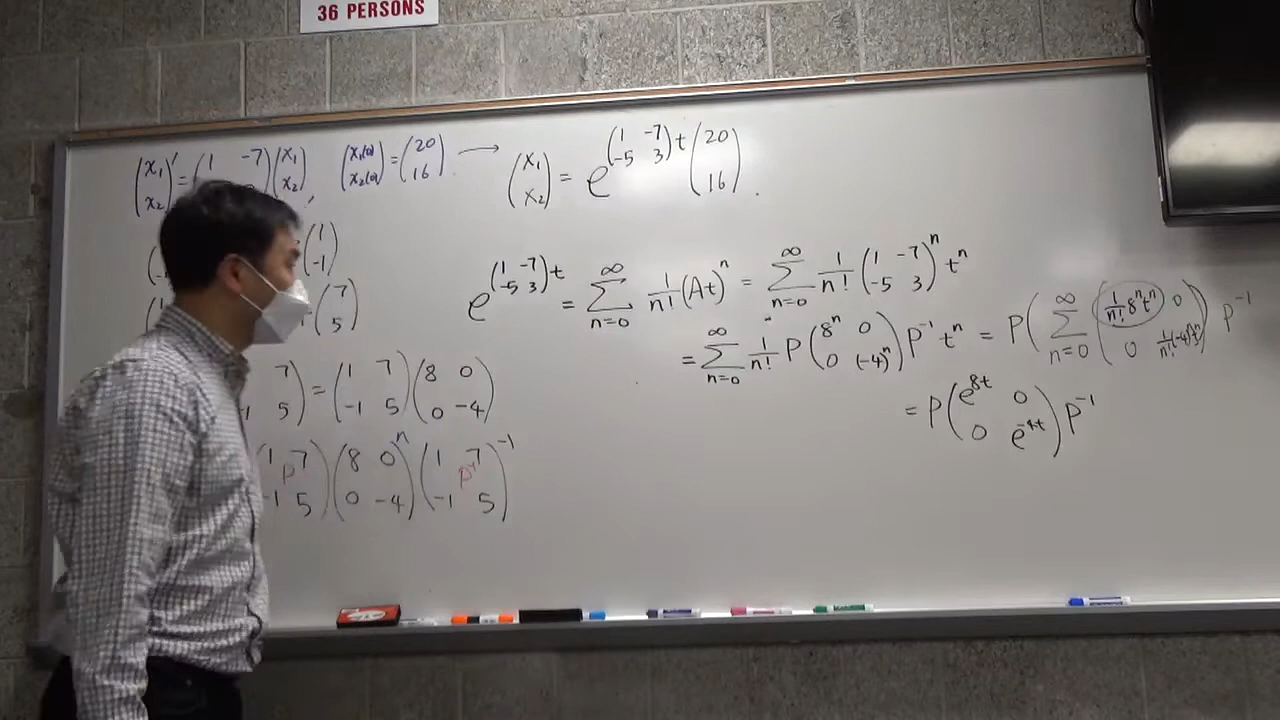 36 PERSONS
(x₁ x₂)' = (1 -7)(x₁ x₂), (x₁(0) x₂(0)) = (20 16). → (x₁ x₂) = e^{(1 -7 -5 3)t} (20 16).
(1 -1)
(7 5)
e^{(1 -7 -5 3)t} = Σ_{n=0}^{∞} 1/n! (At)^n = Σ_{n=0}^{∞} 1/n! (1 -7 -5 3)^n t^n
= Σ_{n=0}^{∞} 1/n! P (8^n 0 0 (-4)^n) P^{-1} t^n = P ( Σ_{n=0}^{∞} (1/n! 8^n t^n 0 0 1/n! (-4)^n t^n) ) P^{-1}
= P (e^{8t} 0 0 e^{-4t}) P^{-1}
7 5) = (1 7 -1 5)(8 0 0 -4)
(1 7 -1 5) P (8 0 0 -4)^n (1 7 -1 5)^{-1} P^{-1}